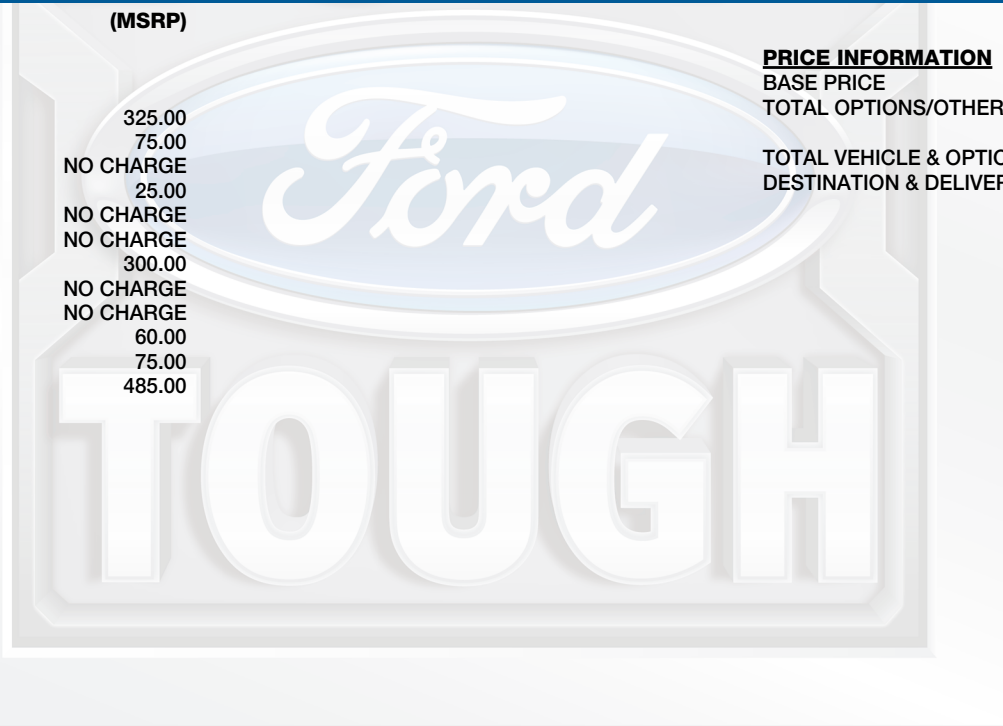 (MSRP)
325.00
75.00
NO CHARGE
25.00
NO CHARGE
NO CHARGE
300.00
NO CHARGE
NO CHARGE
60.00
75.00
485.00
PRICE INFORMATION
BASE PRICE
TOTAL OPTIONS/OTHER
TOTAL VEHICLE & OPTIO
DESTINATION & DELIVER
Ford
TOUGH